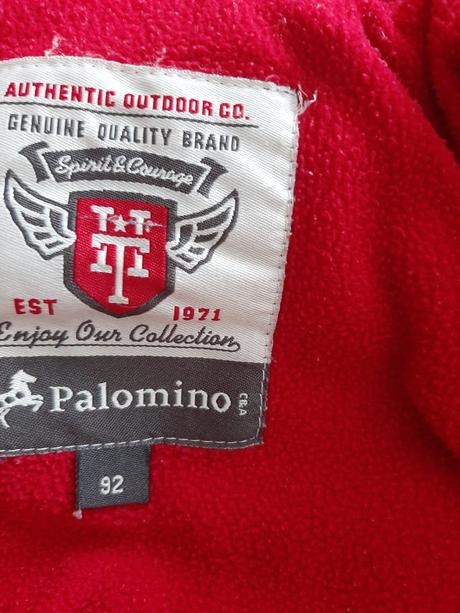 AUTHENTIC OUTDOOR CO.
GENUINE QUALITY BRAND
Spirit & Courage
EST 1971
Enjoy Our Collection
Palomino C&A
92